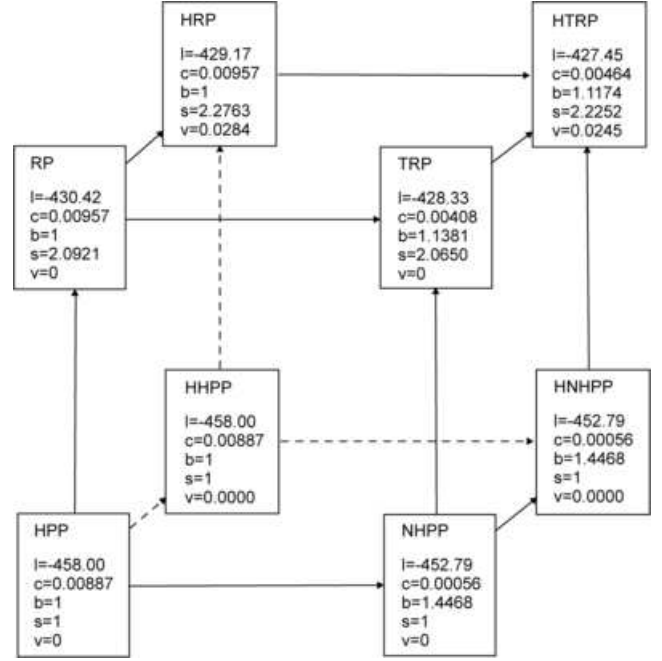 HRP
l=-429.17
c=0.00957
b=1
s=2.2763
v=0.0284
HTRP
l=-427.45
c=0.00464
b=1.1174
s=2.2252
v=0.0245
RP
l=-430.42
c=0.00957
b=1
s=2.0921
v=0
TRP
l=-428.33
c=0.00408
b=1.1381
s=2.0650
v=0
HHPP
l=-458.00
c=0.00887
b=1
s=1
v=0.0000
HNHPP
l=-452.79
c=0.00056
b=1.4468
s=1
v=0.0000
HPP
l=-458.00
c=0.00887
b=1
s=1
v=0
NHPP
l=-452.79
c=0.00056
b=1.4468
s=1
v=0